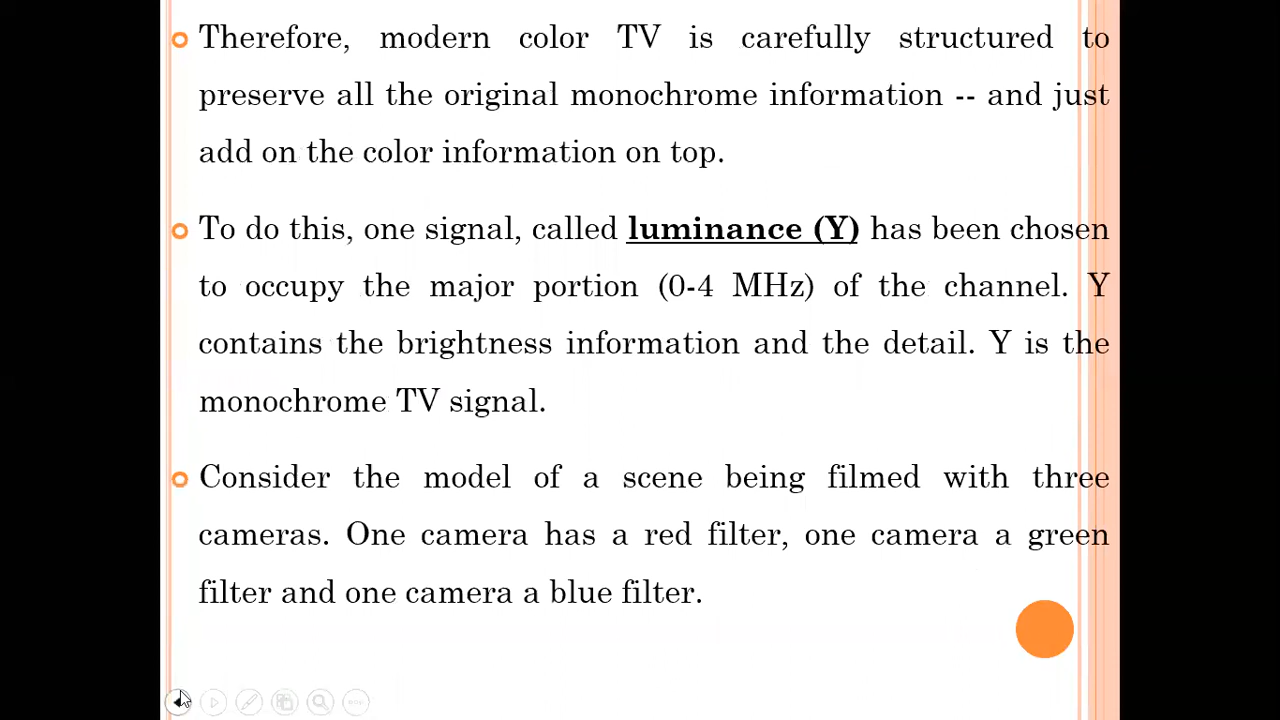 Therefore, modern color TV is carefully structured to
preserve all the original monochrome information -- and just
add on the color information on top.
To do this, one signal, called luminance (Y) has been chosen
to occupy the major portion (0-4 MHz) of the channel. Y
contains the brightness information and the detail. Y is the
monochrome TV signal.
Consider the model of a scene being filmed with three
cameras. One camera has a red filter, one camera a green
filter and one camera a blue filter.